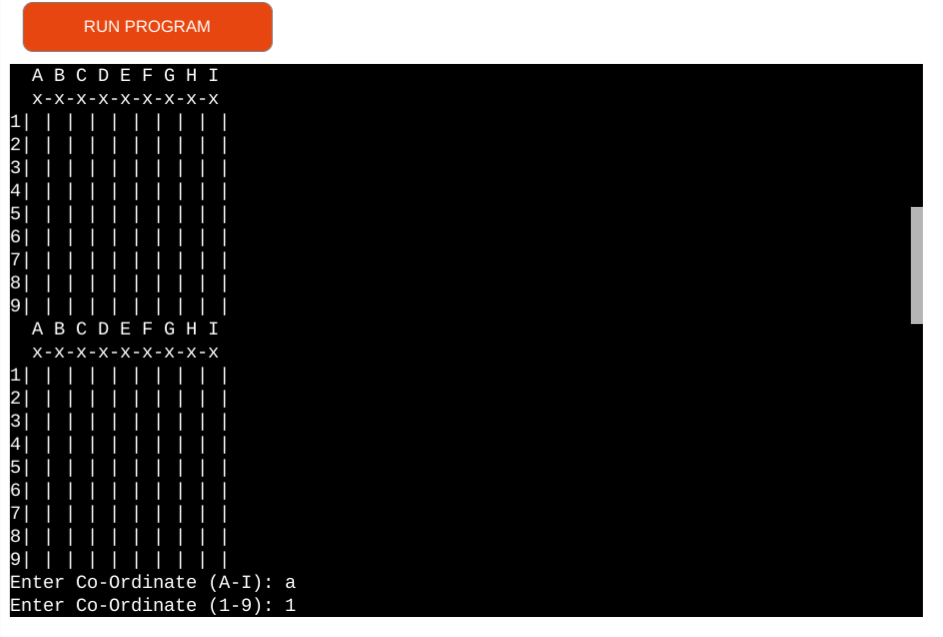 RUN PROGRAM
  A B C D E F G H I
  x-x-x-x-x-x-x-x-x
1| | | | | | | | | |
2| | | | | | | | | |
3| | | | | | | | | |
4| | | | | | | | | |
5| | | | | | | | | |
6| | | | | | | | | |
7| | | | | | | | | |
8| | | | | | | | | |
9| | | | | | | | | |
  A B C D E F G H I
  x-x-x-x-x-x-x-x-x
1| | | | | | | | | |
2| | | | | | | | | |
3| | | | | | | | | |
4| | | | | | | | | |
5| | | | | | | | | |
6| | | | | | | | | |
7| | | | | | | | | |
8| | | | | | | | | |
9| | | | | | | | | |
Enter Co-Ordinate (A-I): a
Enter Co-Ordinate (1-9): 1